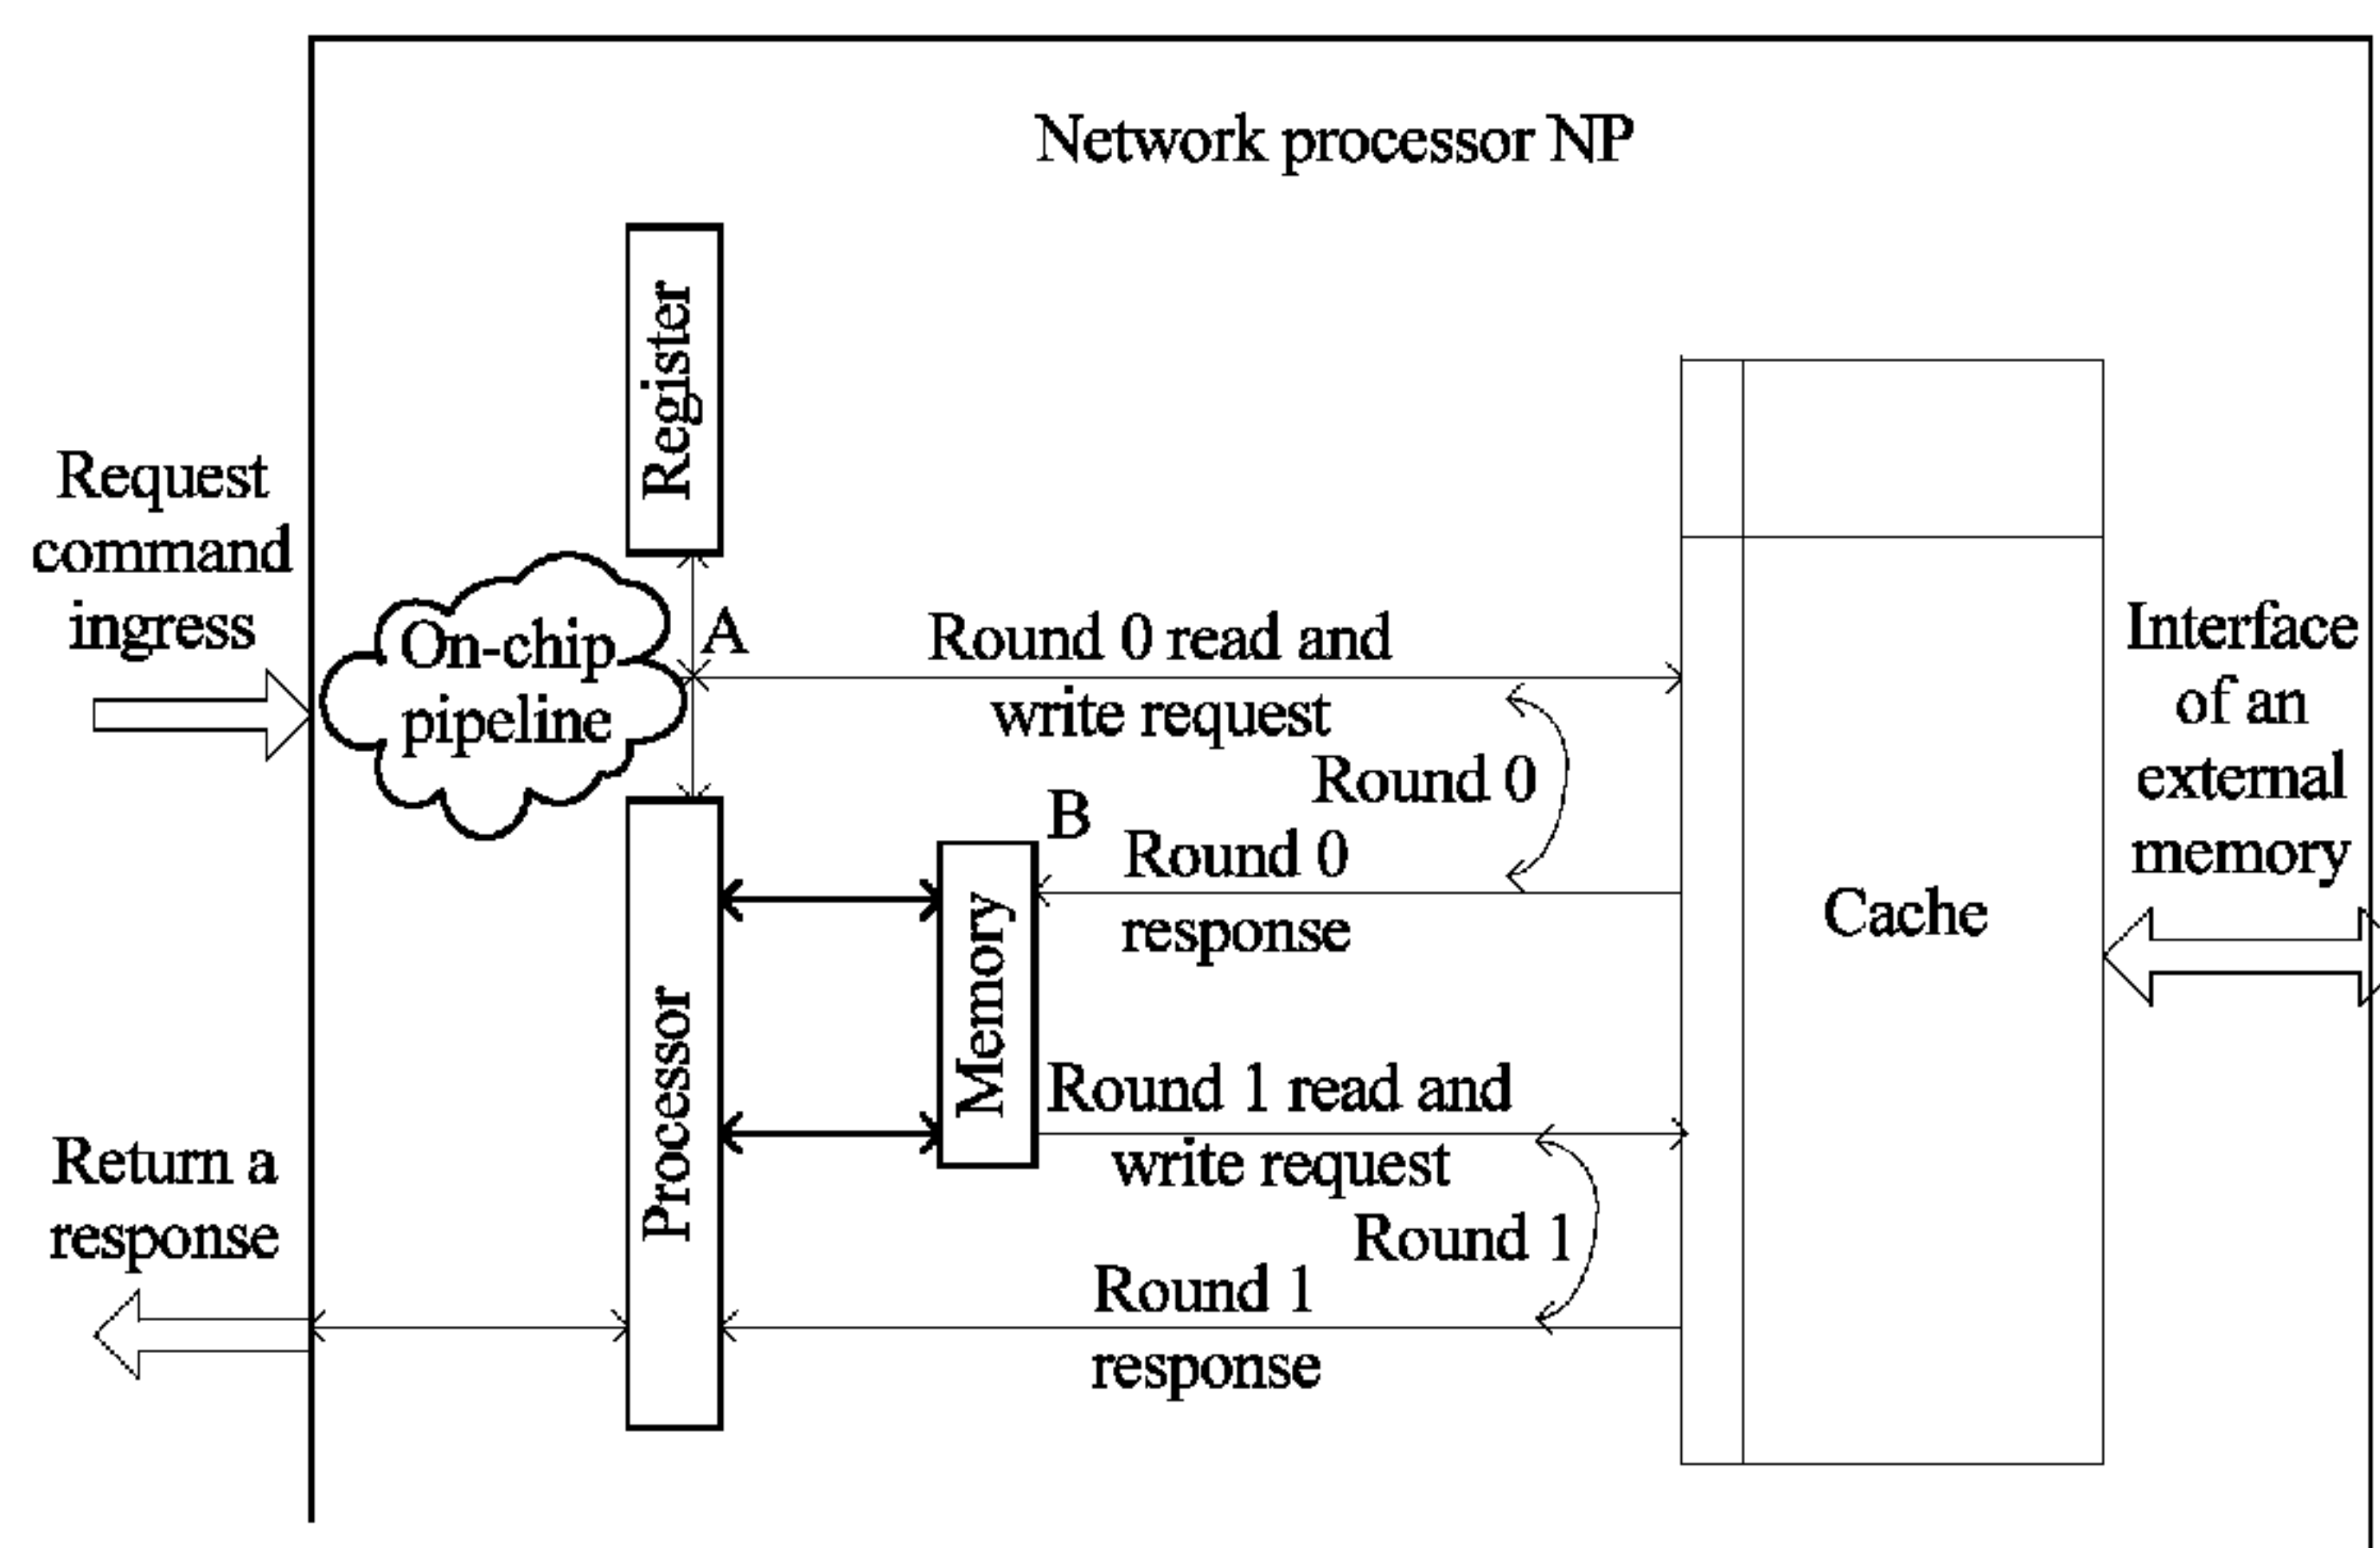 Network processor NP
Register
Request
command
ingress
On-chip
pipeline
A
Round 0 read and
write request
Round 0
B
Round 0
response
Interface
of an
external
memory
Cache
Memory
Processor
Round 1 read and
write request
Round 1
Return a
response
Round 1
response